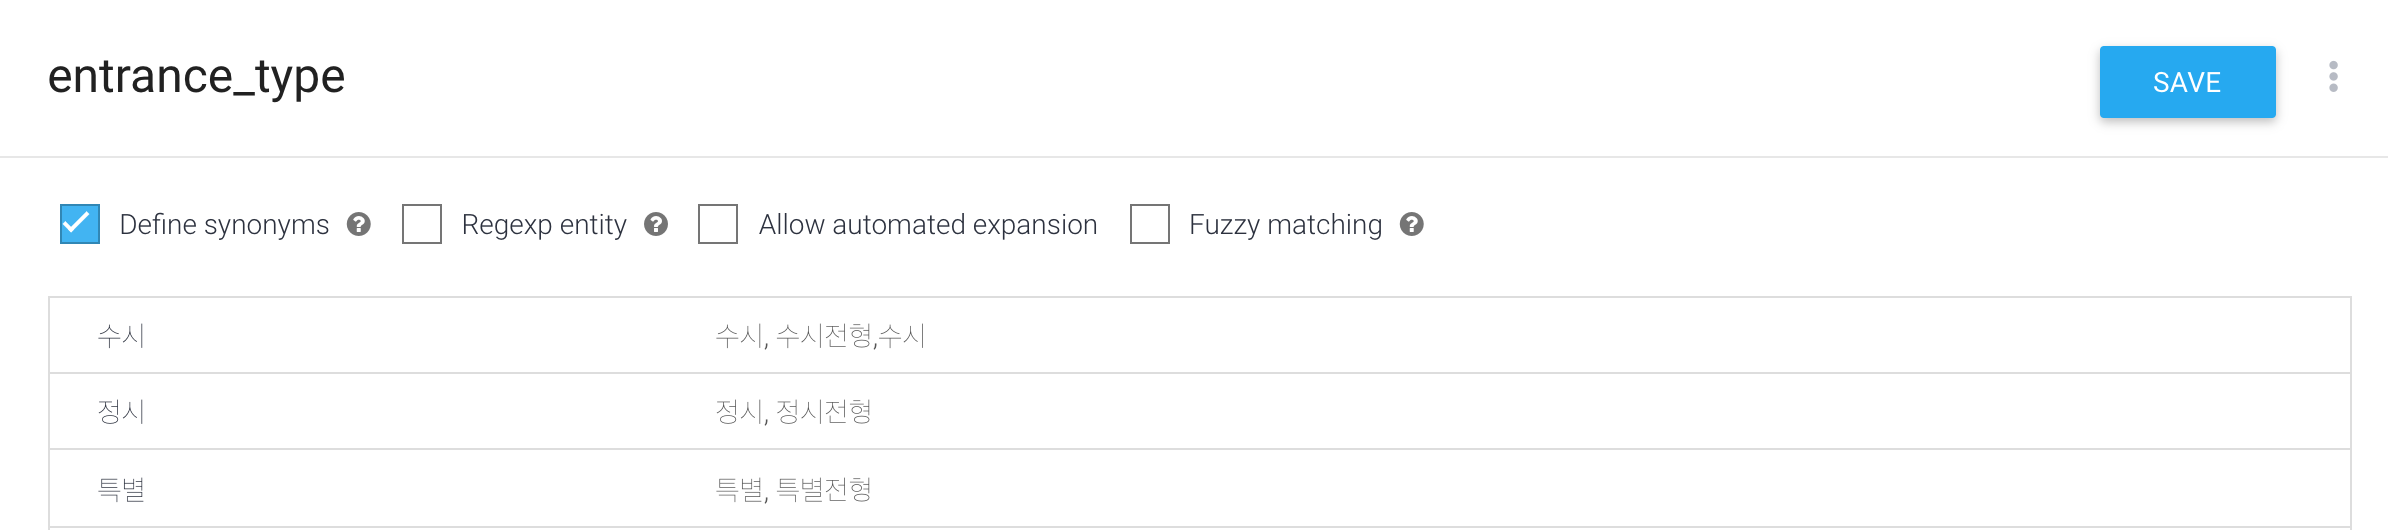 entrance_type
SAVE
Define synonyms ? Regexp entity ? Allow automated expansion Fuzzy matching ?
수시 수시, 수시전형,수시
정시 정시, 정시전형
특별 특별, 특별전형